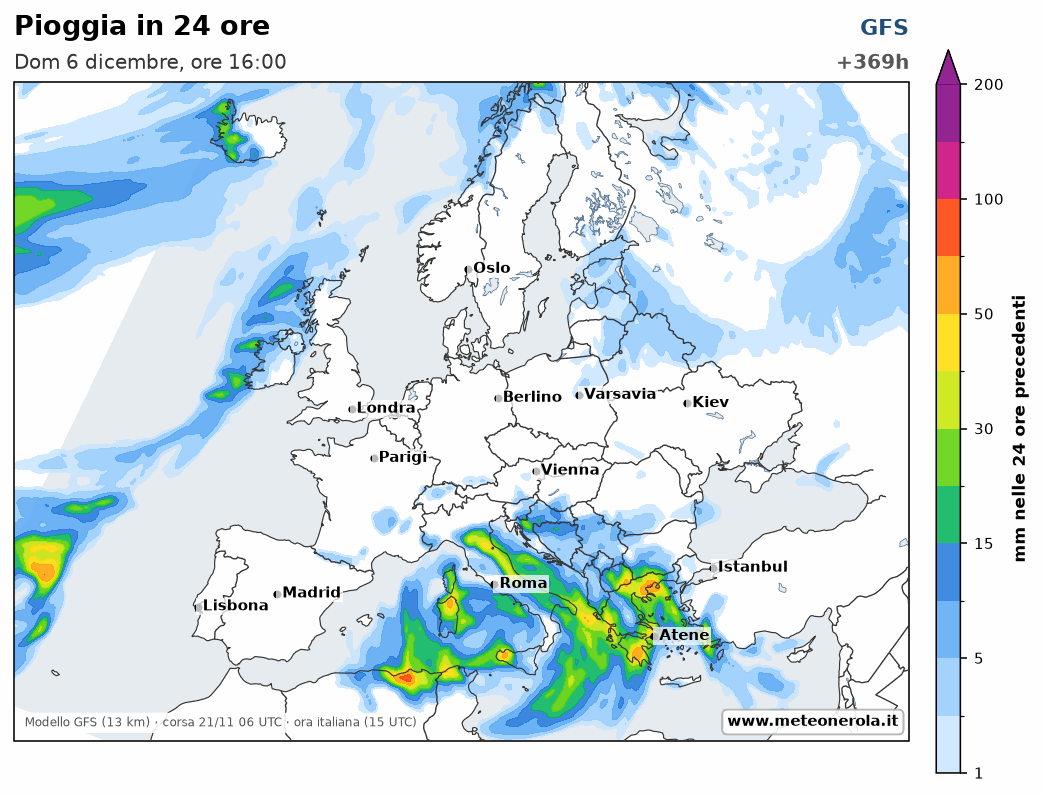 Pioggia in 24 ore
GFS
Dom 6 dicembre, ore 16:00
+369h
200
100
50
30
15
5
1
mm nelle 24 ore precedenti
Oslo
Berlino
Varsavia
Kiev
Londra
Parigi
Vienna
Istanbul
Roma
Madrid
Lisbona
Atene
Modello GFS (13 km) · corsa 21/11 06 UTC · ora italiana (15 UTC)
www.meteonerola.it